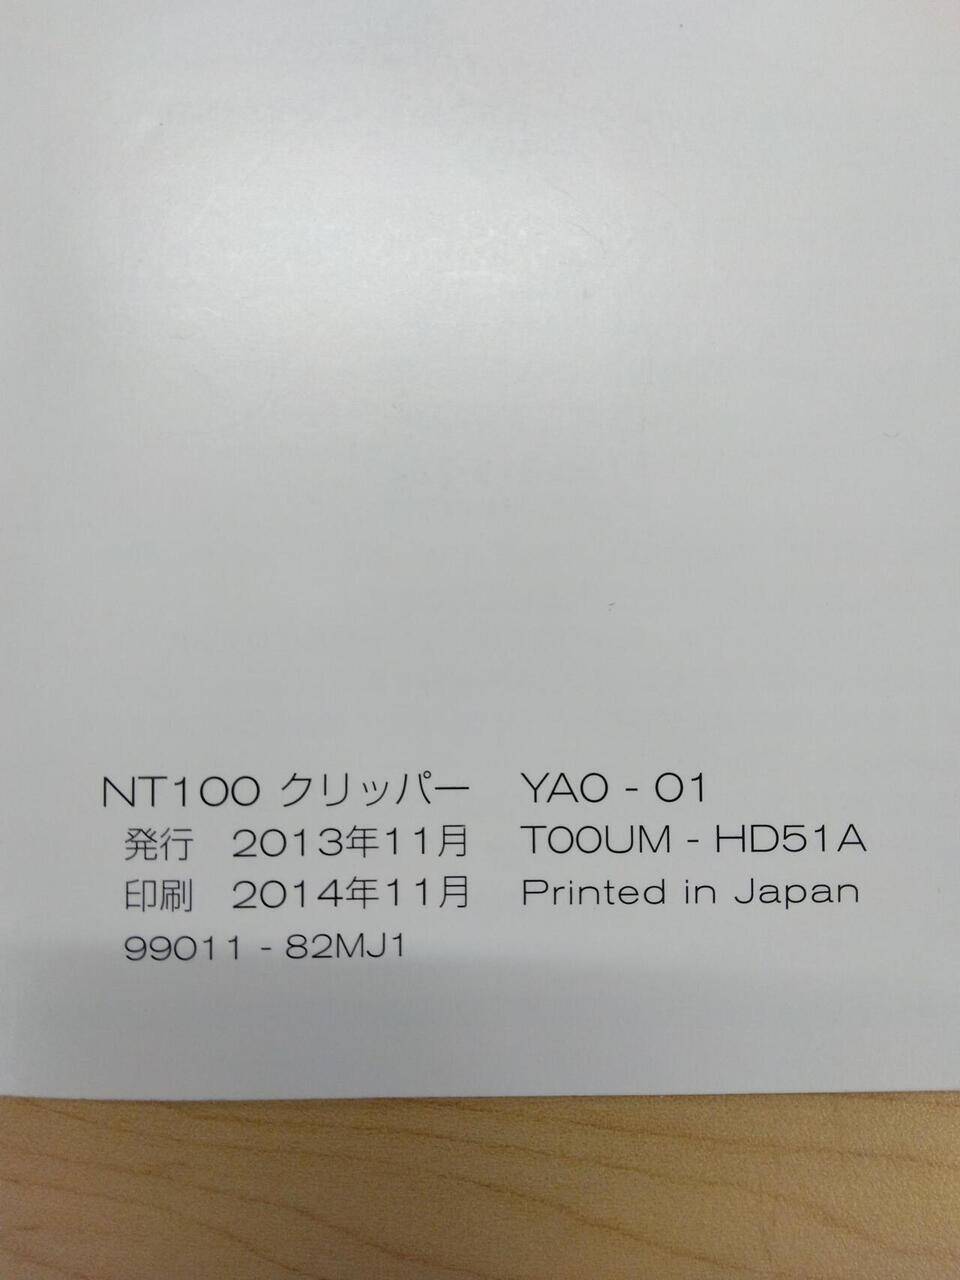 NT100 クリッパー YA0 - 01
発行 2013年11月 T00UM - HD51A
印刷 2014年11月 Printed in Japan
99011 - 82MJ1